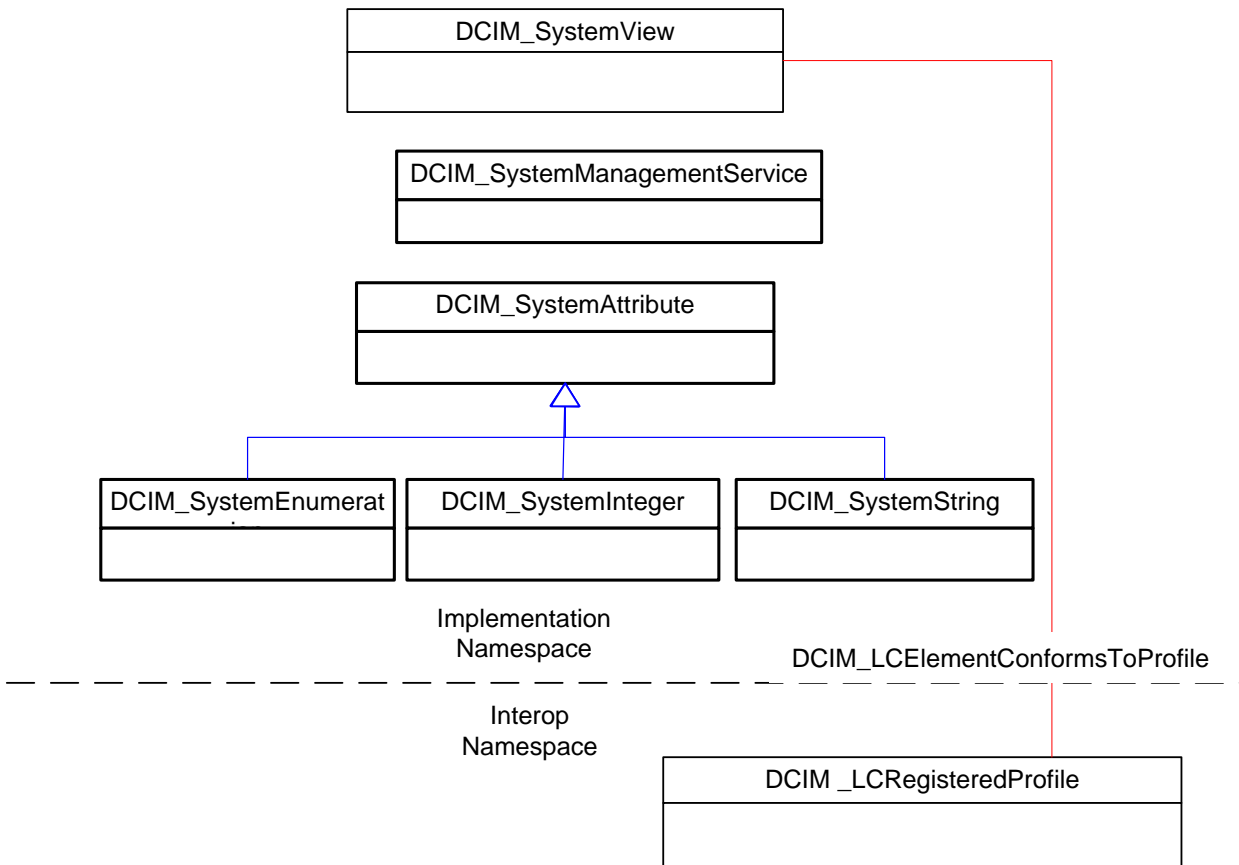 DCIM_SystemView
DCIM_SystemManagementService
DCIM_SystemAttribute
DCIM_SystemEnumerat
DCIM_SystemInteger
DCIM_SystemString
Implementation
Namespace
DCIM_LCElementConformsToProfile
Interop
Namespace
DCIM _LCRegisteredProfile